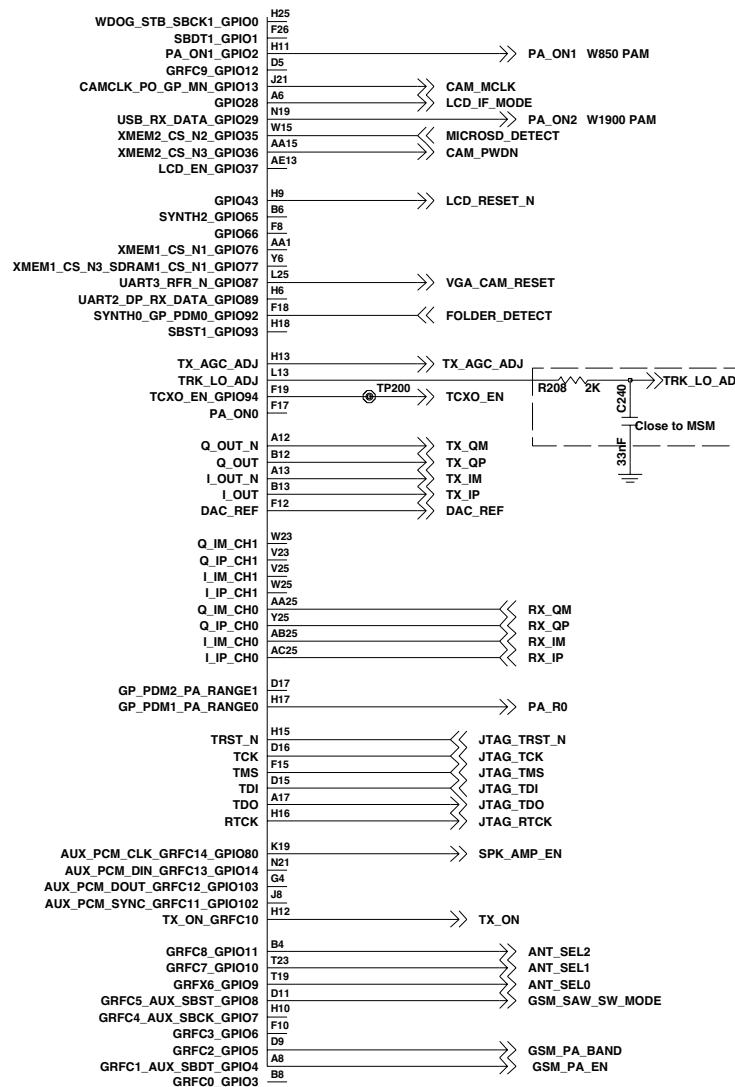 WDOG_STB_SBCK1_GPIO0 H25
SBDT1_GPIO1 F26
PA_ON1_GPIO2 H11 PA_ON1 W850 PAM
GRFC9_GPIO12 D5
CAMCLK_PO_GP_MN_GPIO13 J21 CAM_MCLK
GPIO28 A6 LCD_IF_MODE
USB_RX_DATA_GPIO29 N19 PA_ON2 W1900 PAM
XMEM2_CS_N2_GPIO35 W15 MICROSD_DETECT
XMEM2_CS_N3_GPIO36 AA15 CAM_PWDN
LCD_EN_GPIO37 AE13
GPIO43 H9 LCD_RESET_N
SYNTH2_GPIO65 B6
GPIO66 F8
XMEM1_CS_N1_GPIO76 AA1
XMEM1_CS_N3_SDRAM1_CS_N1_GPIO77 Y6
UART3_RFR_N_GPIO87 L25 VGA_CAM_RESET
UART2_DP_RX_DATA_GPIO89 H6
SYNTH0_GP_PDM0_GPIO92 F18 FOLDER_DETECT
SBST1_GPIO93 H18
TX_AGC_ADJ H13 TX_AGC_ADJ
TRK_LO_ADJ L13 R208 2K TRK_LO_AD
TCXO_EN_GPIO94 F19 TP200 TCXO_EN C240
PA_ON0 F17
Close to MSM
33nF
Q_OUT_N A12 TX_QM
Q_OUT B12 TX_QP
I_OUT_N A13 TX_IM
I_OUT B13 TX_IP
DAC_REF F12 DAC_REF
Q_IM_CH1 W23
Q_IP_CH1 V23
I_IM_CH1 V25
I_IP_CH1 W25
Q_IM_CH0 AA25 RX_QM
Q_IP_CH0 Y25 RX_QP
I_IM_CH0 AB25 RX_IM
I_IP_CH0 AC25 RX_IP
GP_PDM2_PA_RANGE1 D17
GP_PDM1_PA_RANGE0 H17 PA_R0
TRST_N H15 JTAG_TRST_N
TCK D16 JTAG_TCK
TMS F15 JTAG_TMS
TDI D15 JTAG_TDI
TDO A17 JTAG_TDO
RTCK H16 JTAG_RTCK
AUX_PCM_CLK_GRFC14_GPIO80 K19 SPK_AMP_EN
AUX_PCM_DIN_GRFC13_GPIO14 N21
AUX_PCM_DOUT_GRFC12_GPIO103 G4
AUX_PCM_SYNC_GRFC11_GPIO102 J8
TX_ON_GRFC10 H12 TX_ON
GRFC8_GPIO11 B4 ANT_SEL2
GRFC7_GPIO10 T23 ANT_SEL1
GRFX6_GPIO9 T19 ANT_SEL0
GRFC5_AUX_SBST_GPIO8 D11 GSM_SAW_SW_MODE
GRFC4_AUX_SBCK_GPIO7 H10
GRFC3_GPIO6 F10
GRFC2_GPIO5 D9 GSM_PA_BAND
GRFC1_AUX_SBDT_GPIO4 A8 GSM_PA_EN
GRFC0_GPIO3 B8